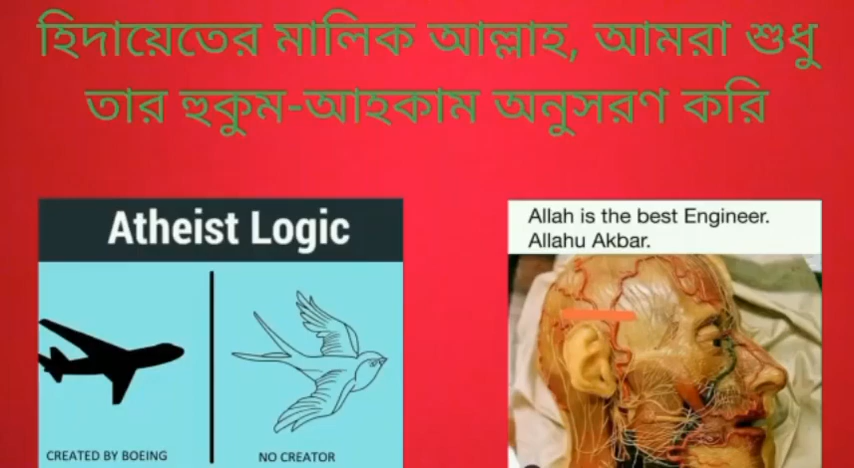 হিদায়েতের মালিক আল্লাহ, আমরা শুধু
তার হুকুম-আহকাম অনুসরণ করি
Atheist Logic
CREATED BY BOEING
NO CREATOR
Allah is the best Engineer.
Allahu Akbar.